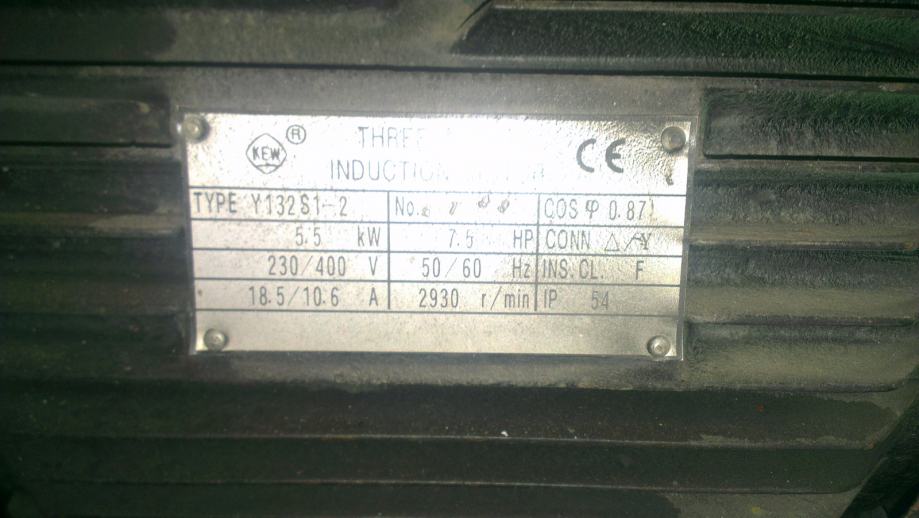 KEW ®
THREE
INDUCTION
CE
TYPE Y132S1-2 No. COS φ 0.87
5.5 kW 7.5 HP CONN △/Y
230/400 V 50/60 Hz INS. CL. F
18.5/10.6 A 2930 r/min IP 54